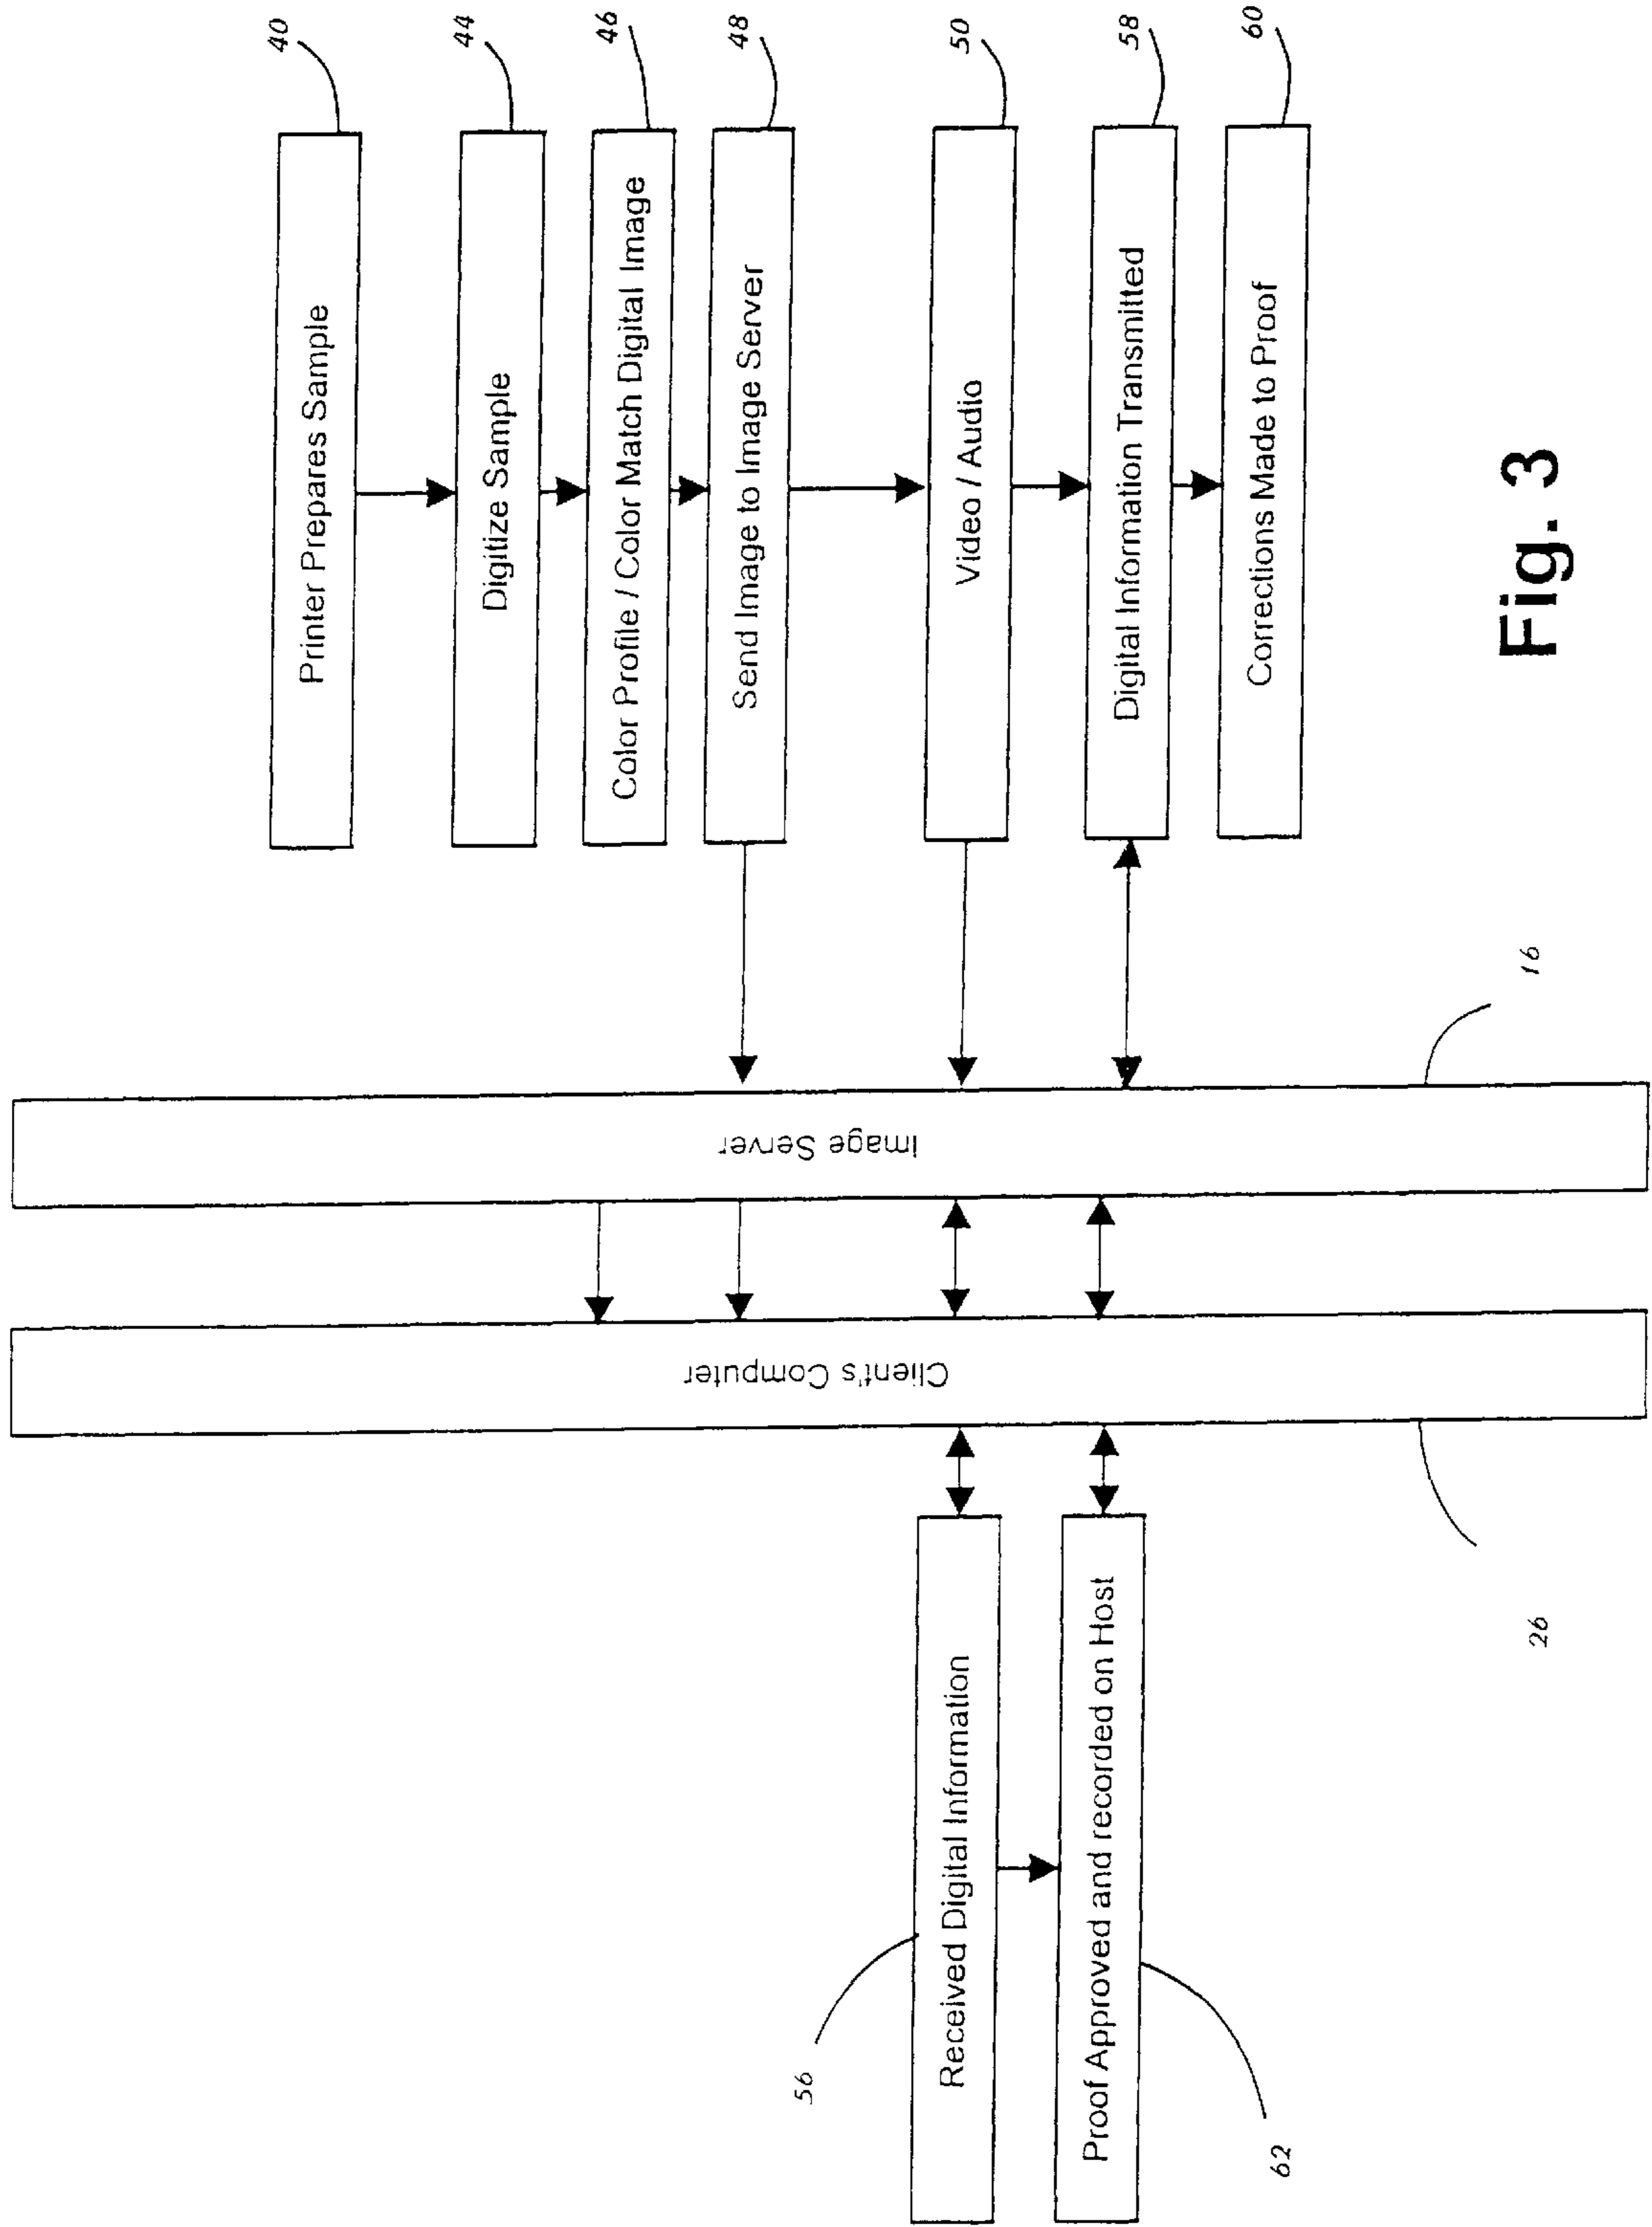 40
Printer Prepares Sample
44
Digitize Sample
46
Color Profile / Color Match Digital Image
48
Send Image to Image Server
50
Video / Audio
58
Digital Information Transmitted
60
Corrections Made to Proof
Image Server
16
Client's Computer
26
Received Digital Information
56
Proof Approved and recorded on Host
62
Fig. 3